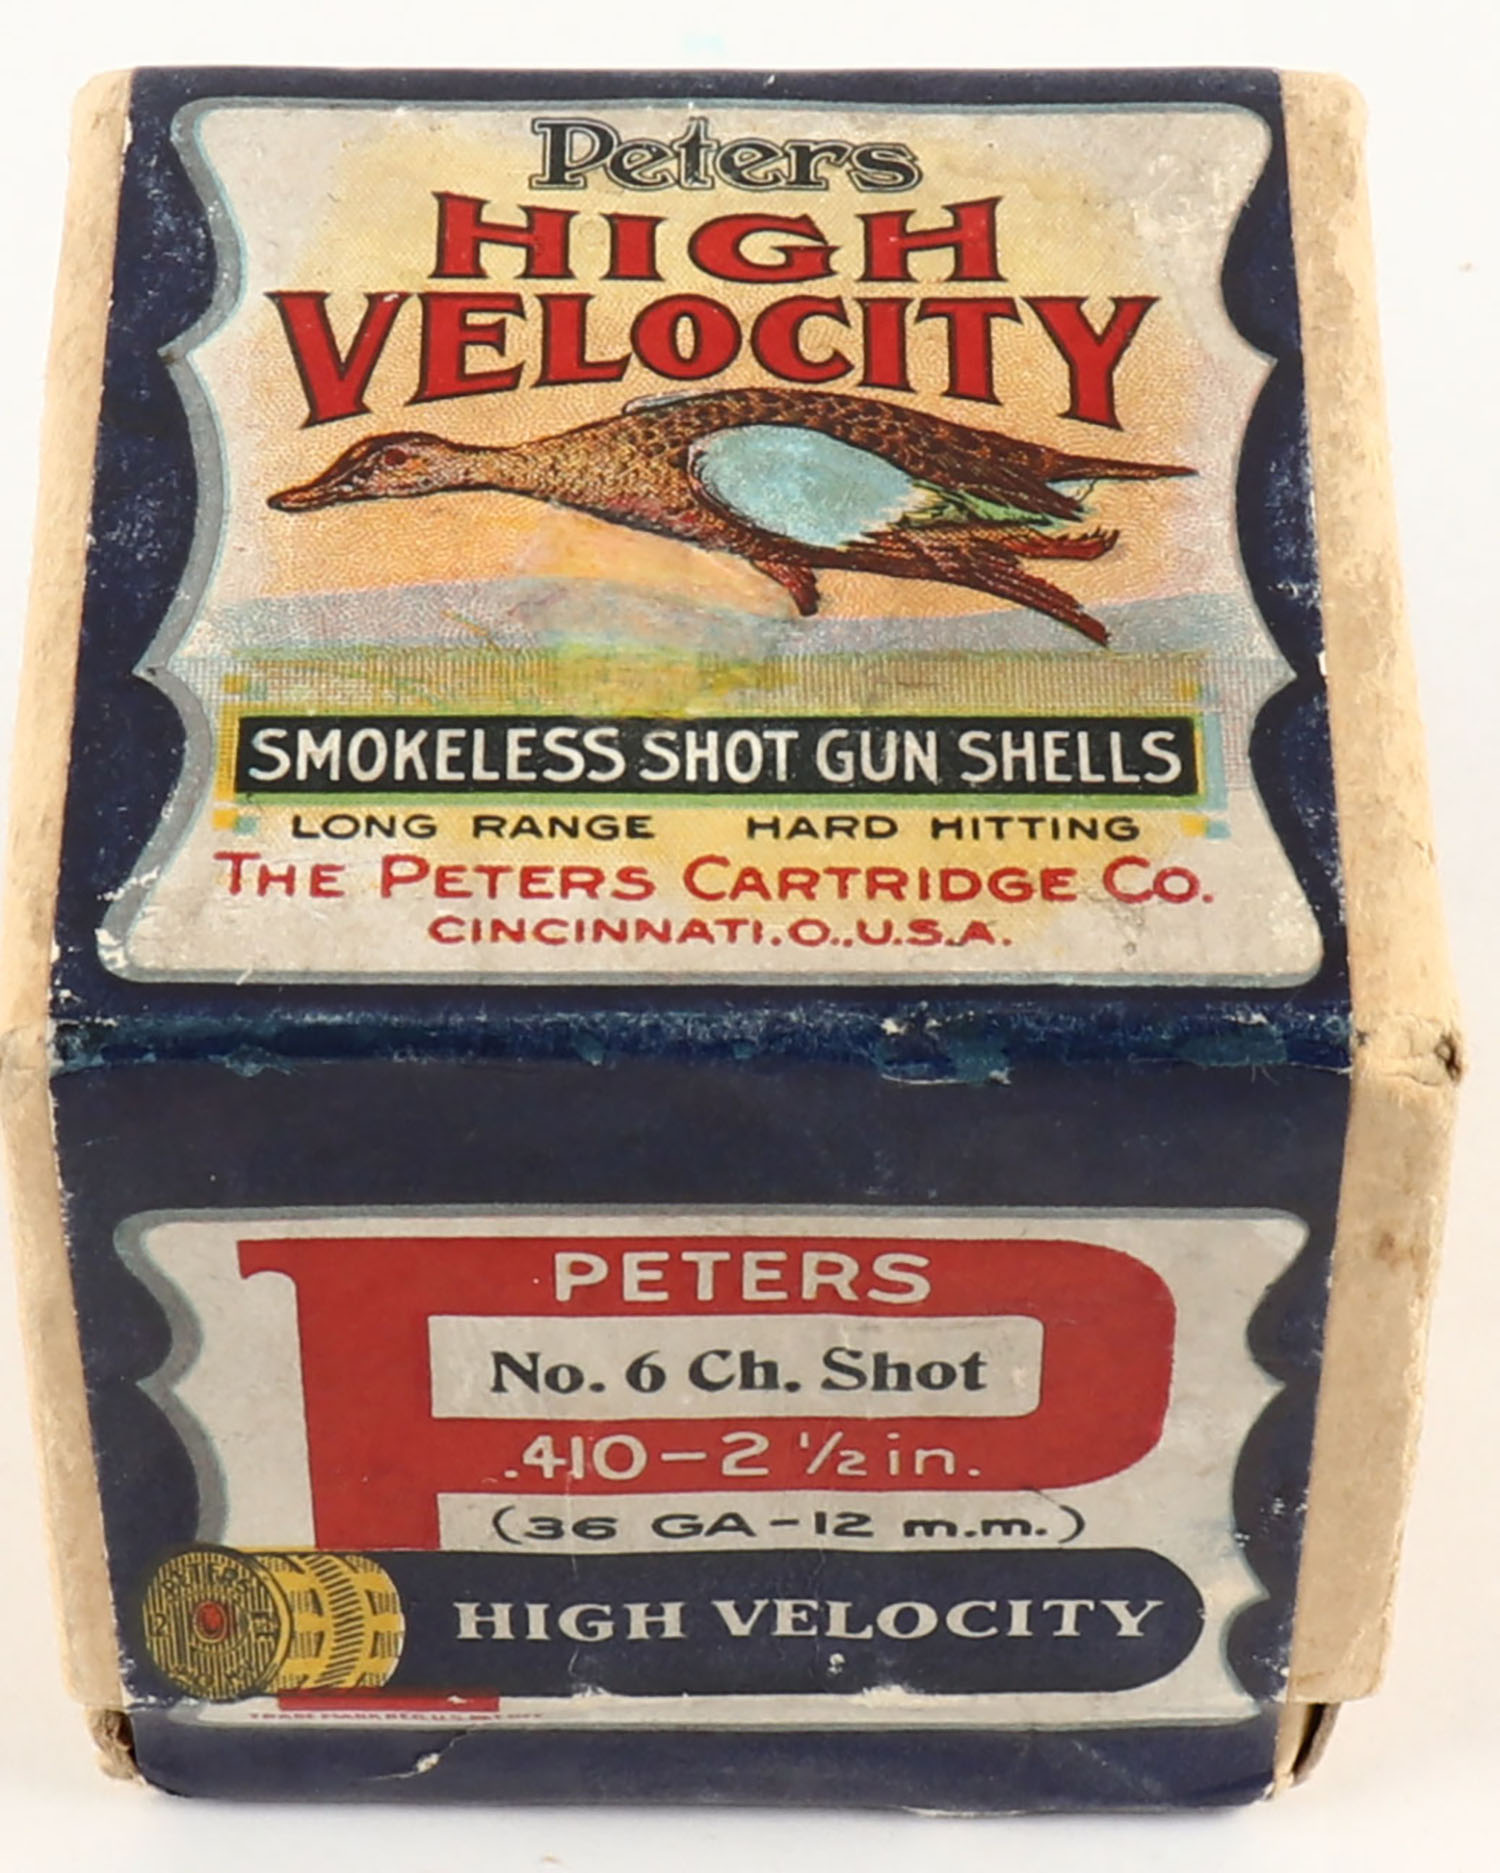 Peters
HIGH
VELOCITY
SMOKELESS SHOT GUN SHELLS
LONG RANGE HARD HITTING
THE PETERS CARTRIDGE CO.
CINCINNATI.O.,U.S.A.
PETERS
No. 6 Ch. Shot
.410-2 1/2 in.
(36 GA-12 m.m.)
PETERS
HIGH VELOCITY